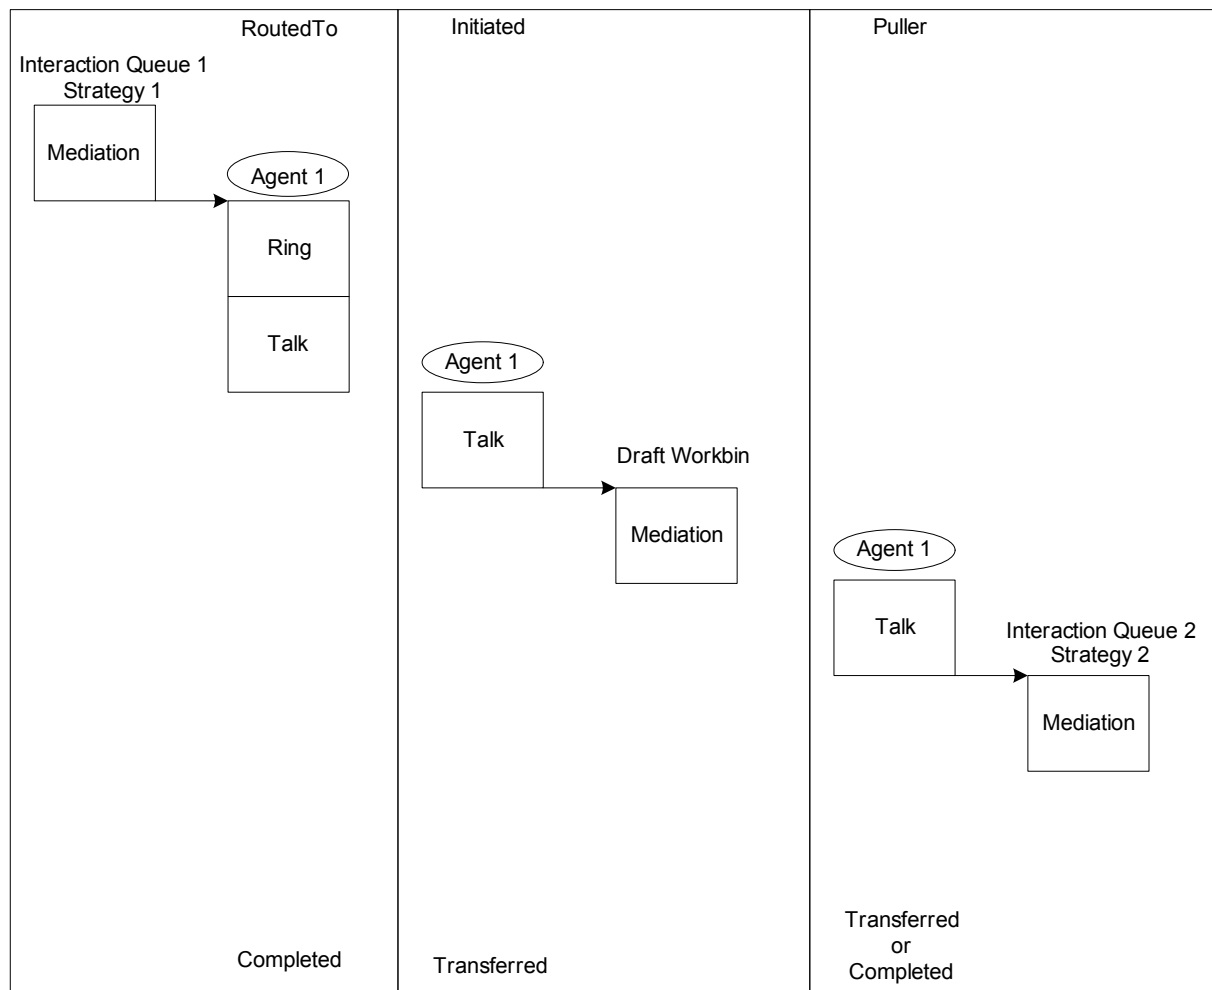 RoutedTo
Interaction Queue 1
Strategy 1
Mediation
Agent 1
Ring
Talk
Completed
Initiated
Agent 1
Talk
Draft Workbin
Mediation
Transferred
Puller
Agent 1
Talk
Interaction Queue 2
Strategy 2
Mediation
Transferred
or
Completed